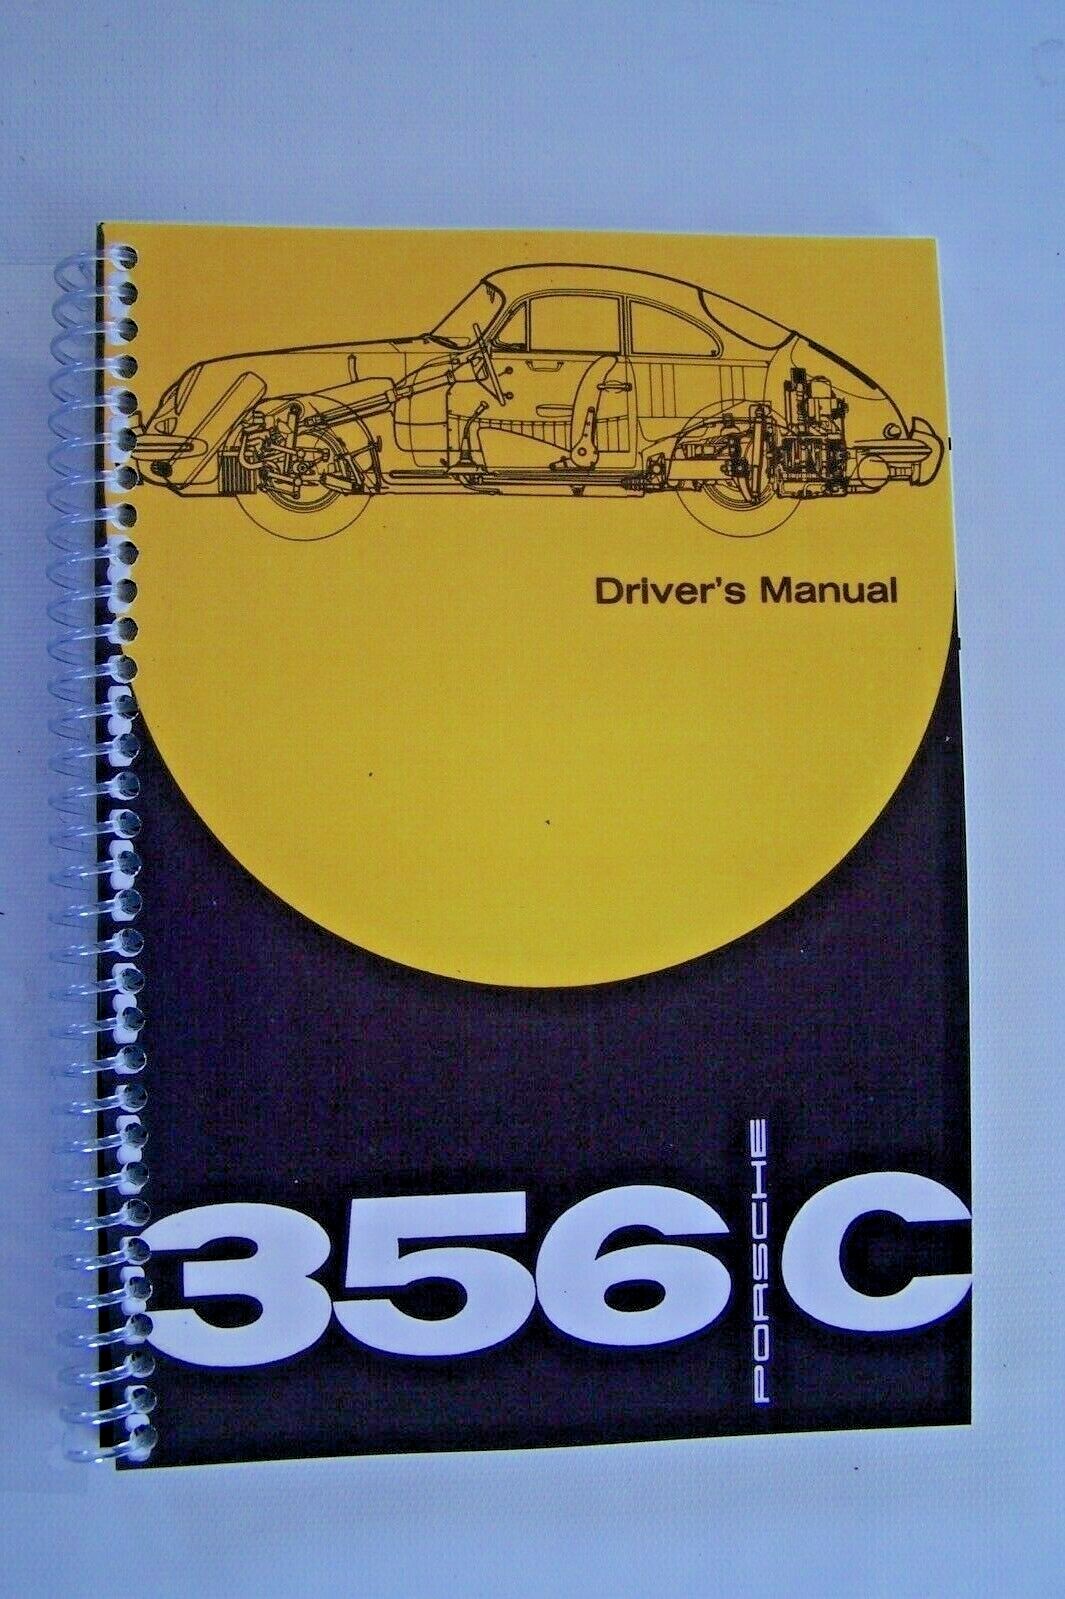 Driver's Manual
356 C
PORSCHE